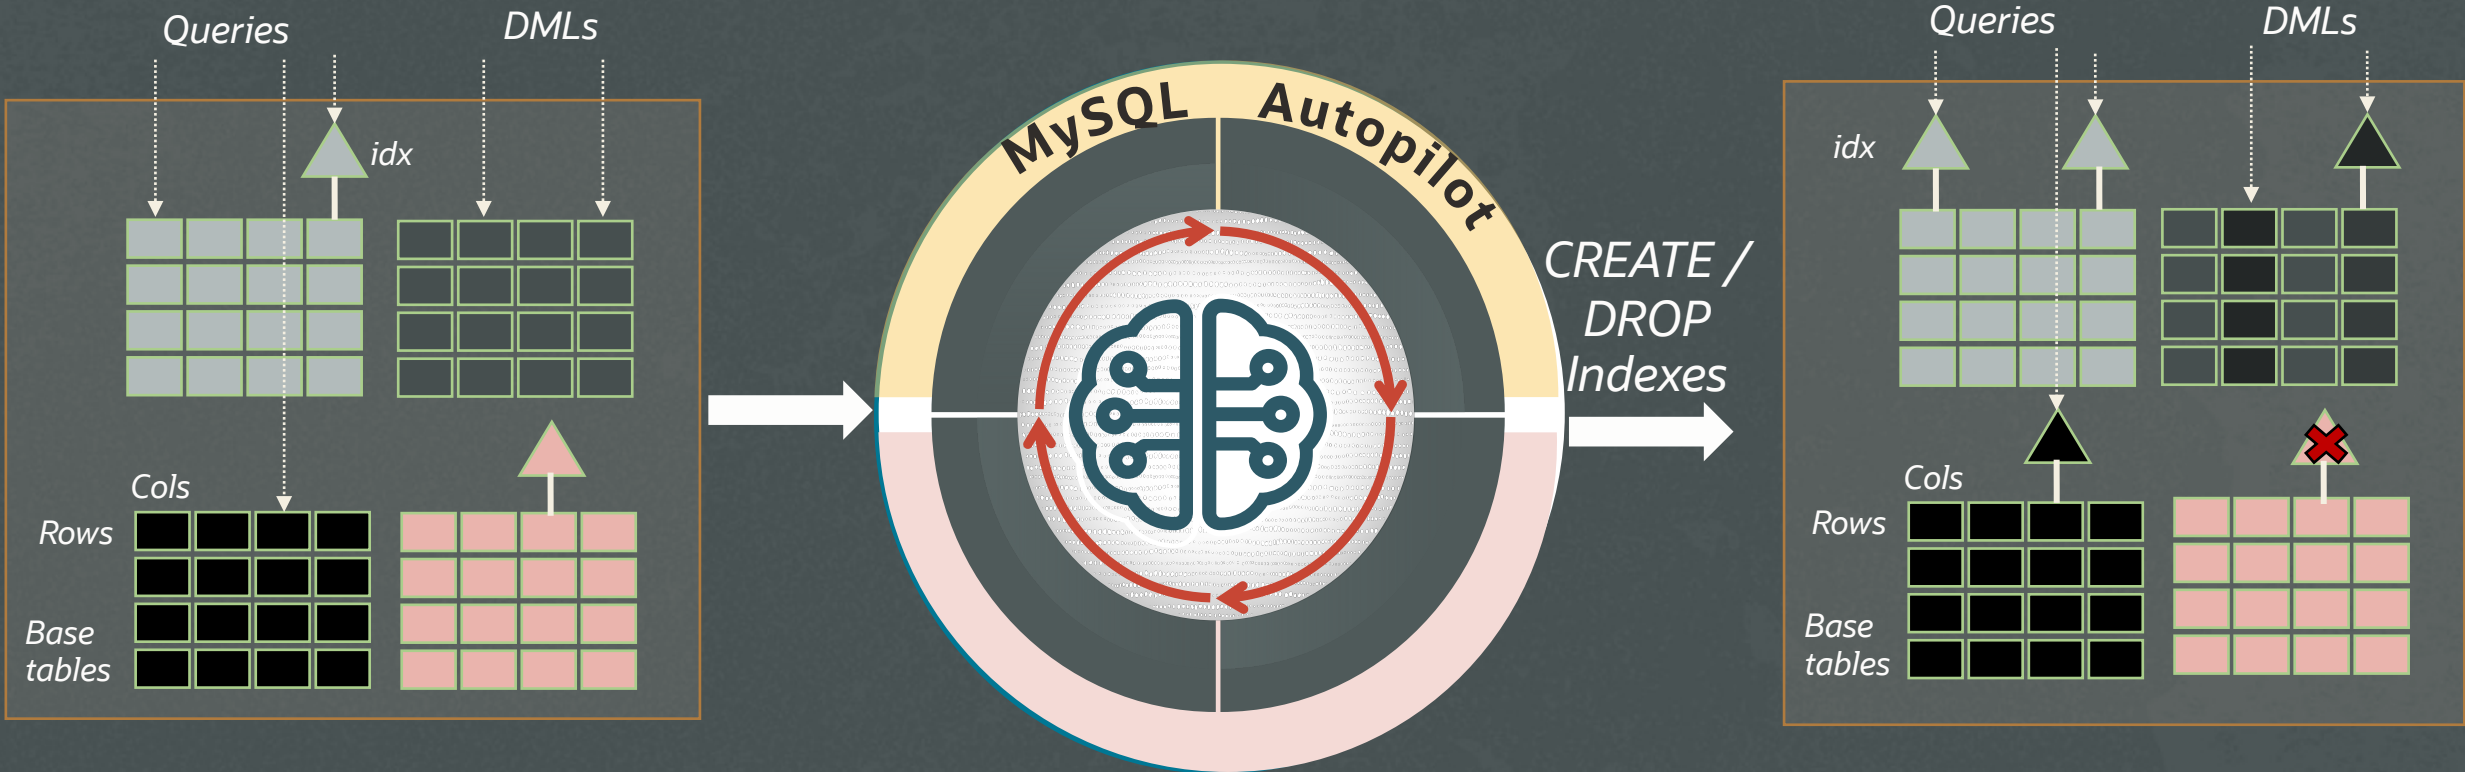 Queries
DMLs
idx
Cols
Rows
Base
tables
MySQL Autopilot
CREATE /
DROP
Indexes
Queries
DMLs
idx
Cols
Rows
Base
tables